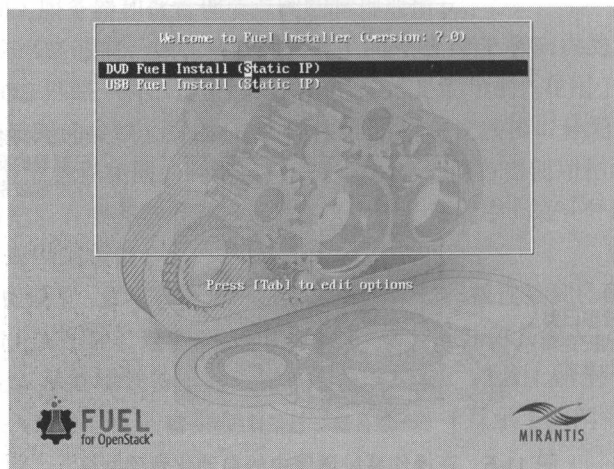 Welcome to Fuel Installer (version: 7.0)
DVD Fuel Install (Static IP)
USB Fuel Install (Static IP)
Press [Tab] to edit options
FUEL
for OpenStack®
MIRANTIS